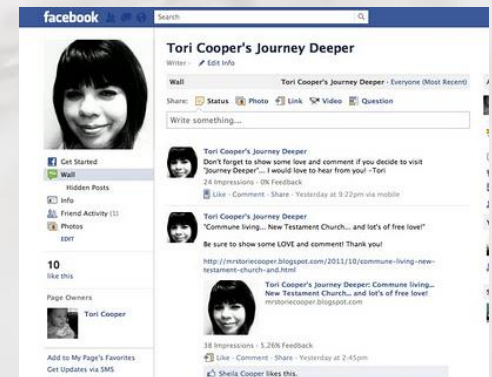 facebook
Search
Tori Cooper's Journey Deeper
Writer · Edit Info
Wall
Tori Cooper's Journey Deeper · Everyone (Most Recent)
Share: Status Photo Link Video Question
Write something...
Get Started
Wall
Hidden Posts
Info
Friend Activity (1)
Photos
EDIT
10
like this
Page Owners
Tori Cooper
Add to My Page's Favorites
Get Updates via SMS
Tori Cooper's Journey Deeper
Don't forget to show some love and comment if you decide to visit
"Journey Deeper"... I would love to hear from you! ~Tori
24 Impressions · 0% Feedback
Like · Comment · Share · Yesterday at 9:22pm via mobile
Tori Cooper's Journey Deeper
"Commune living... New Testament Church... and lot's of free love!"
Be sure to show some LOVE and comment! Thank you!
http://mrstoriecooper.blogspot.com/2011/10/commune-living-new-
testament-church-and.html
Tori Cooper's Journey Deeper: Commune living...
New Testament Church... and lot's of free love!
mrstoriecooper.blogspot.com
38 Impressions · 5.26% Feedback
Like · Comment · Share · Yesterday at 2:45pm
Sheila Cooper likes this.